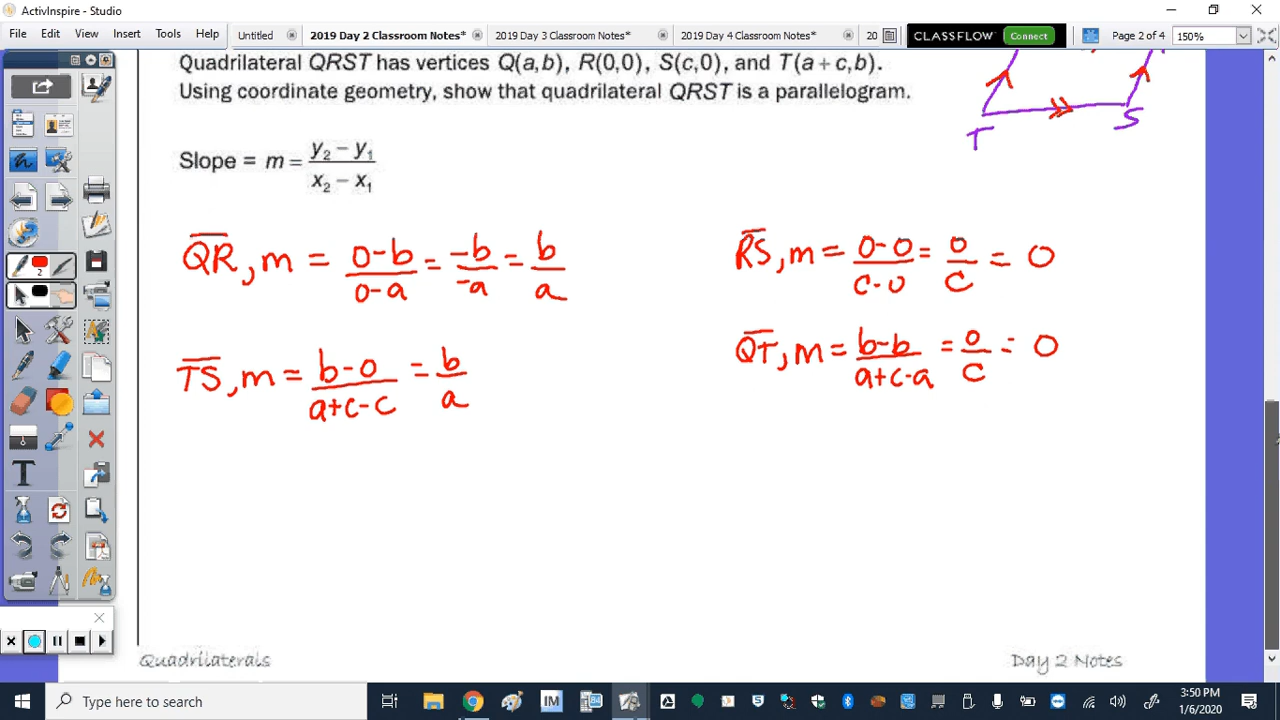 ActivInspire - Studio
File Edit View Insert Tools Help
Untitled
2019 Day 2 Classroom Notes*
2019 Day 3 Classroom Notes*
2019 Day 4 Classroom Notes*
20
CLASSFLOW Connect
Page 2 of 4
150%
Quadrilateral QRST has vertices Q(a,b), R(0,0), S(c,0), and T(a+c,b).
Using coordinate geometry, show that quadrilateral QRST is a parallelogram.
T S
Slope = m = (y₂ − y₁)/(x₂ − x₁)
Q̅R̅, m = (0-b)/(0-a) = -b/-a = b/a
R̅S̅, m = (0-0)/(c-0) = 0/c = 0
Q̅T̅, m = (b-b)/(a+c-a) = 0/c = 0
T̅S̅, m = (b-0)/(a+c-c) = b/a
2
T
Quadrilaterals
Day 2 Notes
Type here to search
IM
3:50 PM
1/6/2020